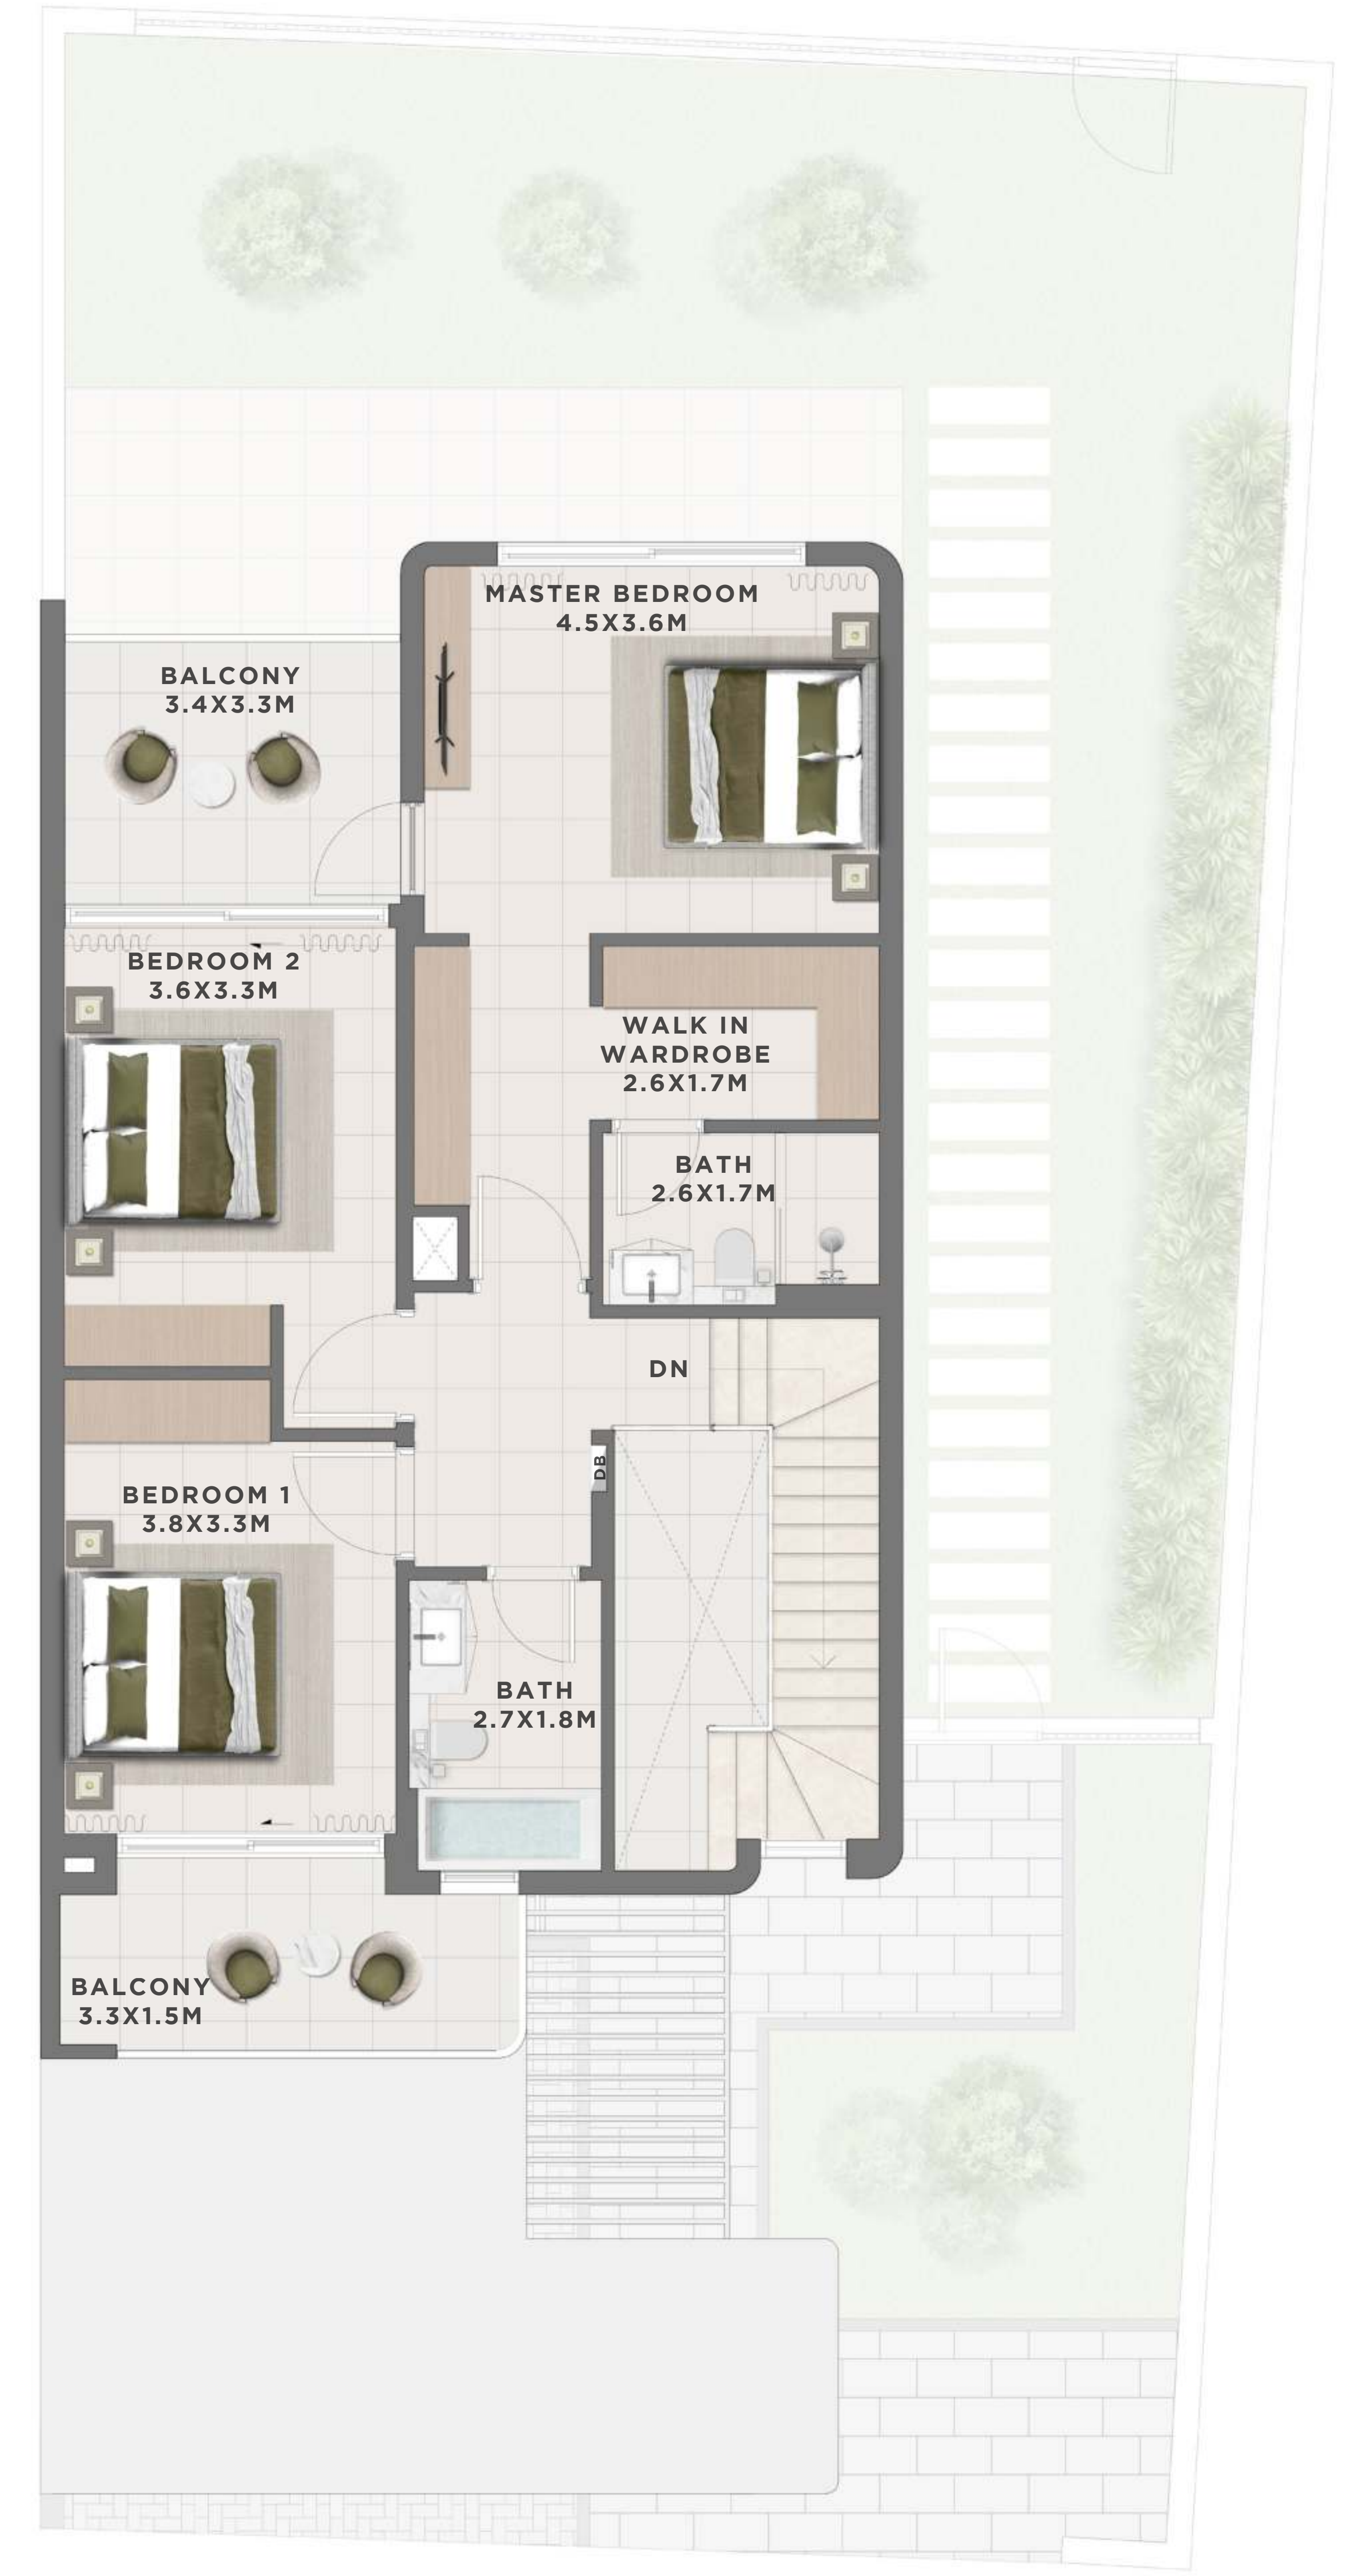 MASTER BEDROOM
4.5X3.6M
BALCONY
3.4X3.3M
BEDROOM 2
3.6X3.3M
WALK IN
WARDROBE
2.6X1.7M
BATH
2.6X1.7M
DN
DB
BEDROOM 1
3.8X3.3M
BATH
2.7X1.8M
BALCONY
3.3X1.5M